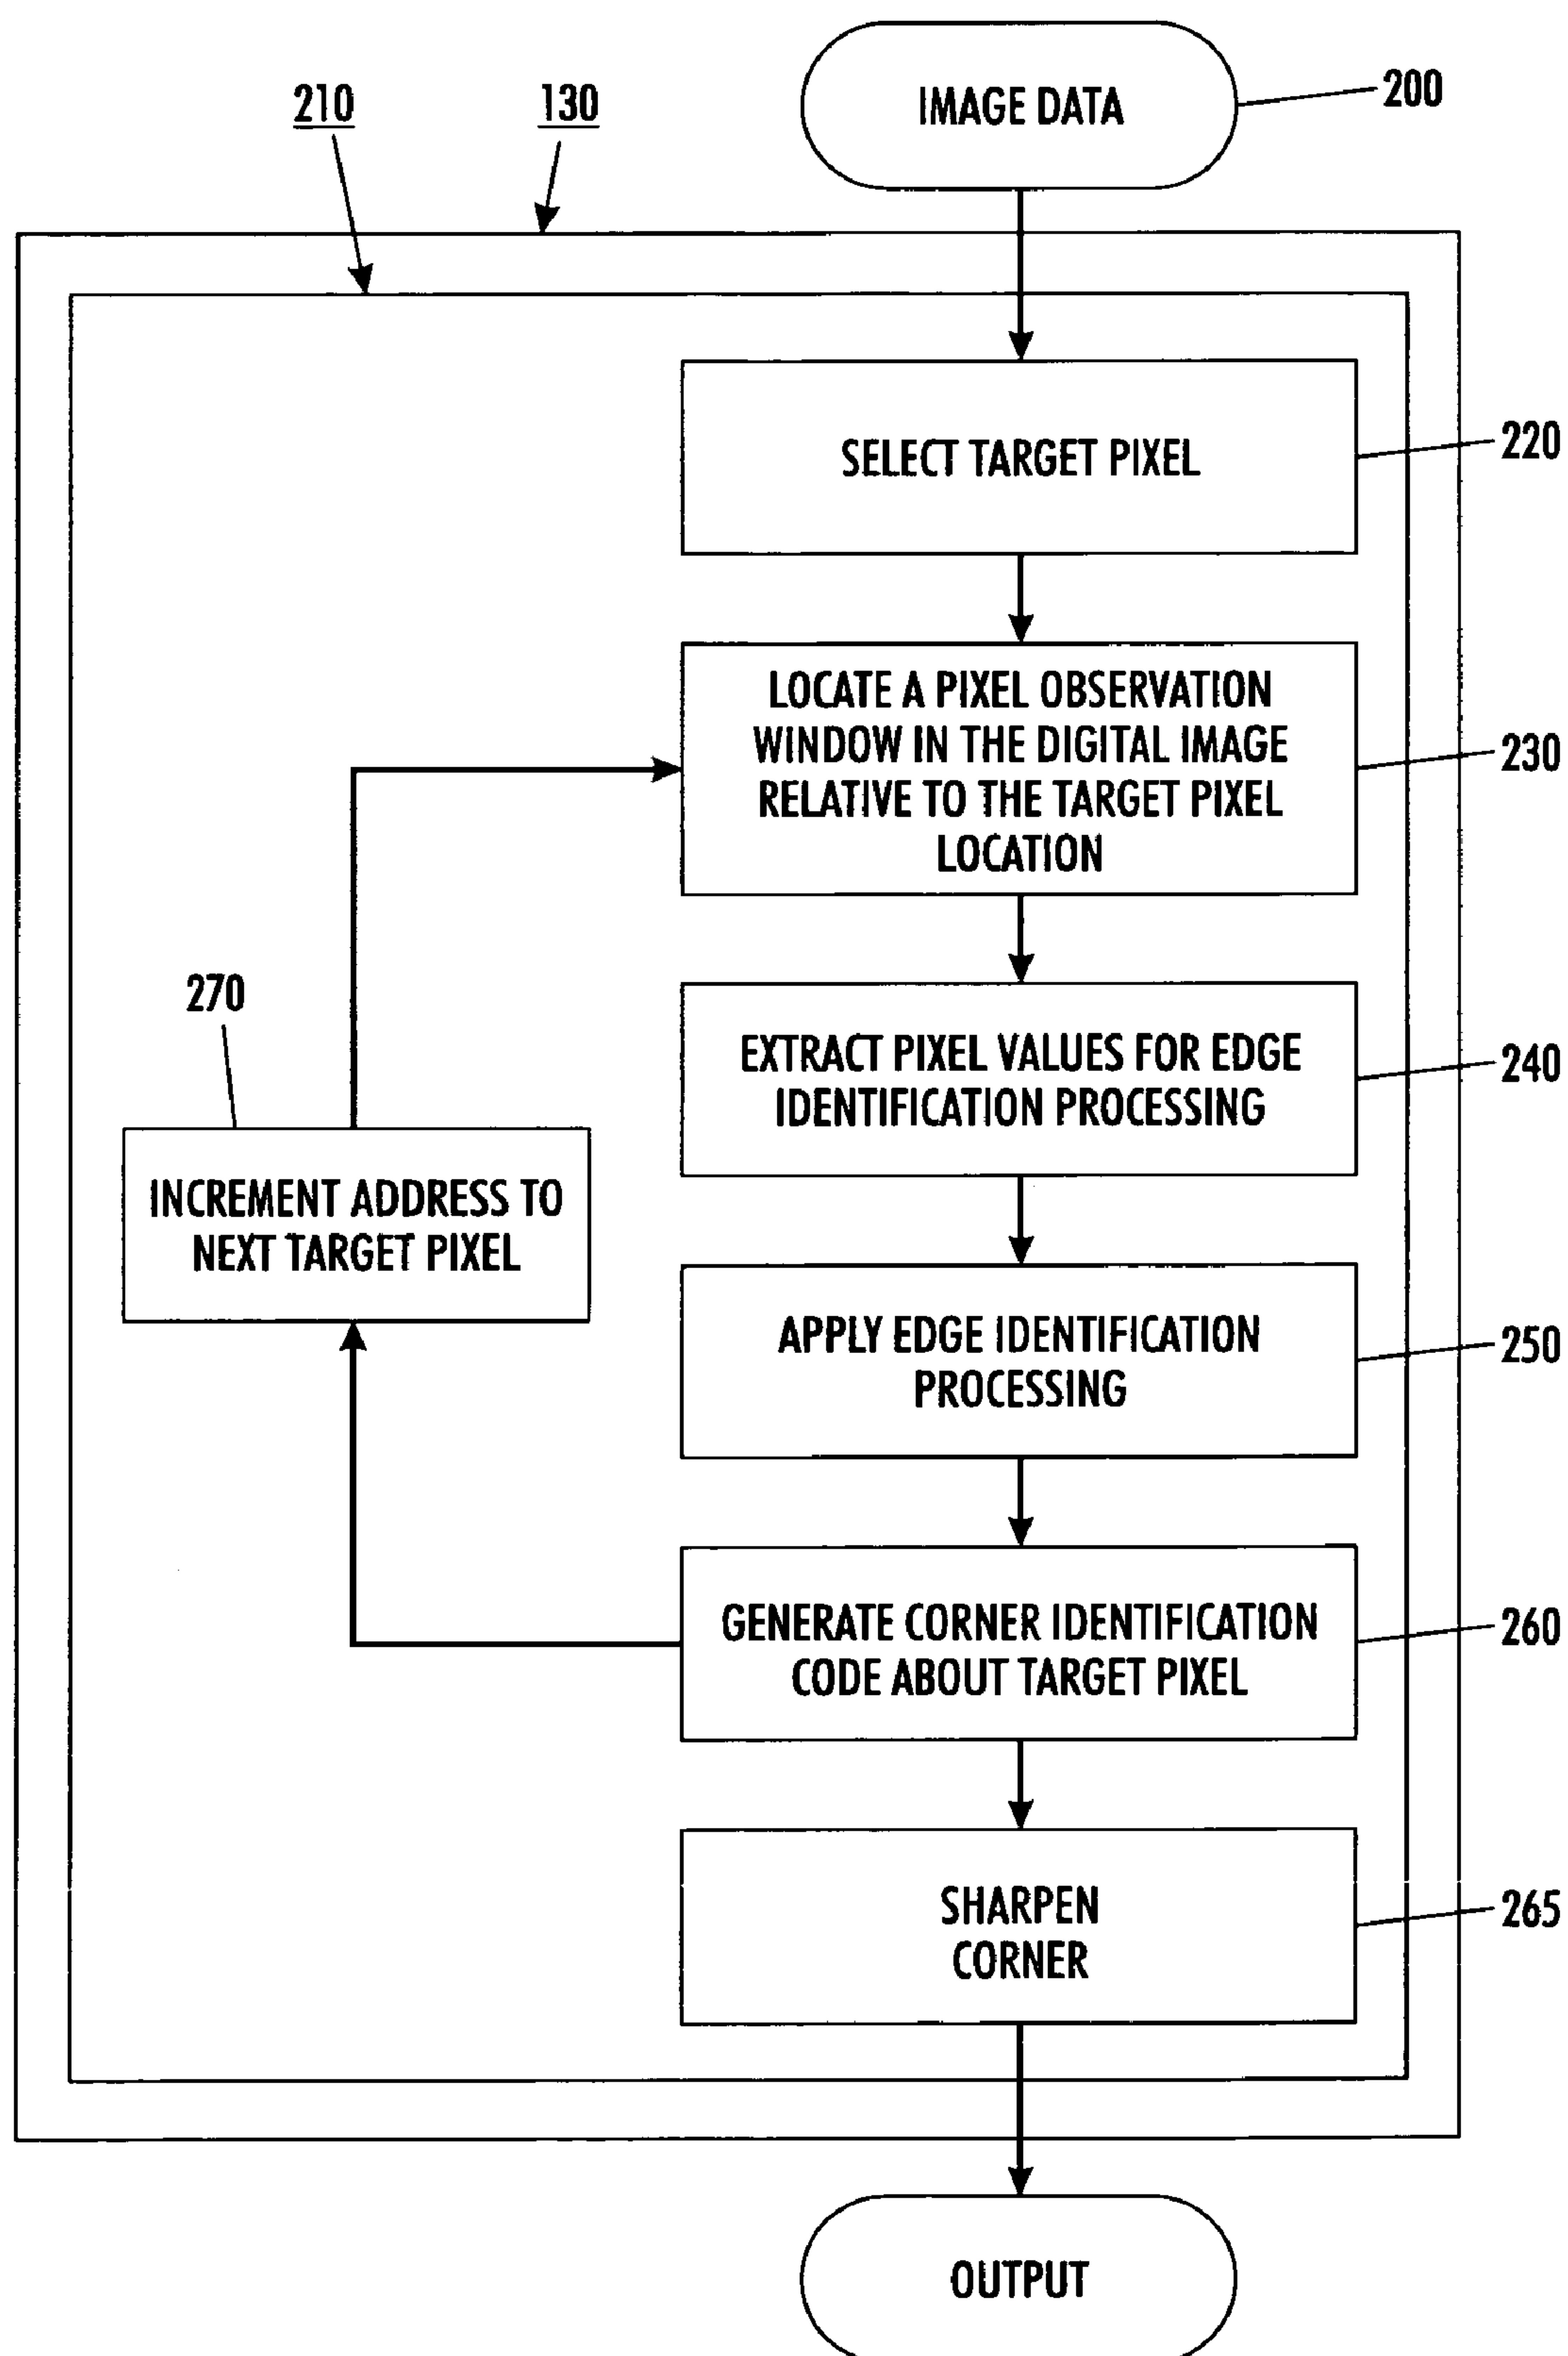 IMAGE DATA
200
210
130
SELECT TARGET PIXEL
220
LOCATE A PIXEL OBSERVATION
WINDOW IN THE DIGITAL IMAGE
RELATIVE TO THE TARGET PIXEL
LOCATION
230
EXTRACT PIXEL VALUES FOR EDGE
IDENTIFICATION PROCESSING
240
270
INCREMENT ADDRESS TO
NEXT TARGET PIXEL
APPLY EDGE IDENTIFICATION
PROCESSING
250
GENERATE CORNER IDENTIFICATION
CODE ABOUT TARGET PIXEL
260
SHARPEN
CORNER
265
OUTPUT